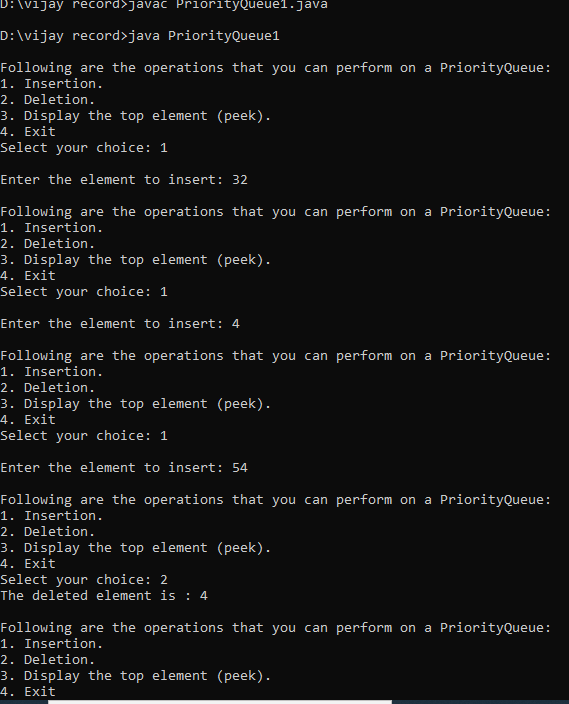 D:\vijay record>javac PriorityQueue1.java
D:\vijay record>java PriorityQueue1
Following are the operations that you can perform on a PriorityQueue:
1. Insertion.
2. Deletion.
3. Display the top element (peek).
4. Exit
Select your choice: 1
Enter the element to insert: 32
Following are the operations that you can perform on a PriorityQueue:
1. Insertion.
2. Deletion.
3. Display the top element (peek).
4. Exit
Select your choice: 1
Enter the element to insert: 4
Following are the operations that you can perform on a PriorityQueue:
1. Insertion.
2. Deletion.
3. Display the top element (peek).
4. Exit
Select your choice: 1
Enter the element to insert: 54
Following are the operations that you can perform on a PriorityQueue:
1. Insertion.
2. Deletion.
3. Display the top element (peek).
4. Exit
Select your choice: 2
The deleted element is : 4
Following are the operations that you can perform on a PriorityQueue:
1. Insertion.
2. Deletion.
3. Display the top element (peek).
4. Exit